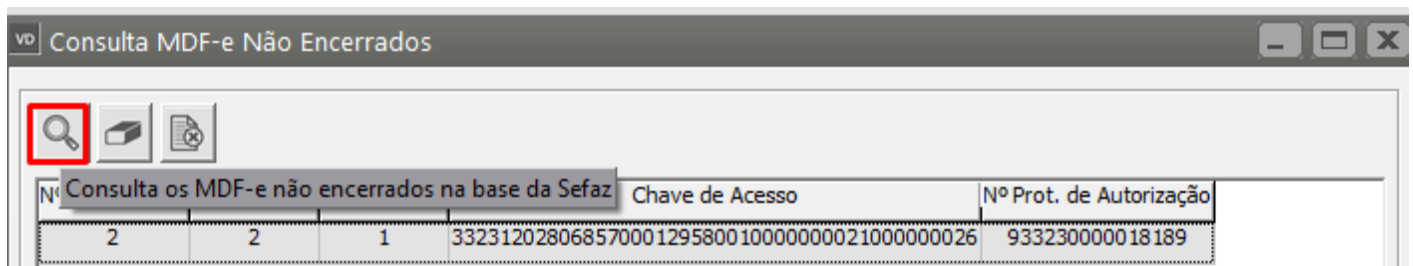 VD Consulta MDF-e Não Encerrados
Consulta os MDF-e não encerrados na base da Sefaz
Nº Chave de Acesso Nº Prot. de Autorização
2 2 1 33231202806857000129580010000000021000000026 933230000018189